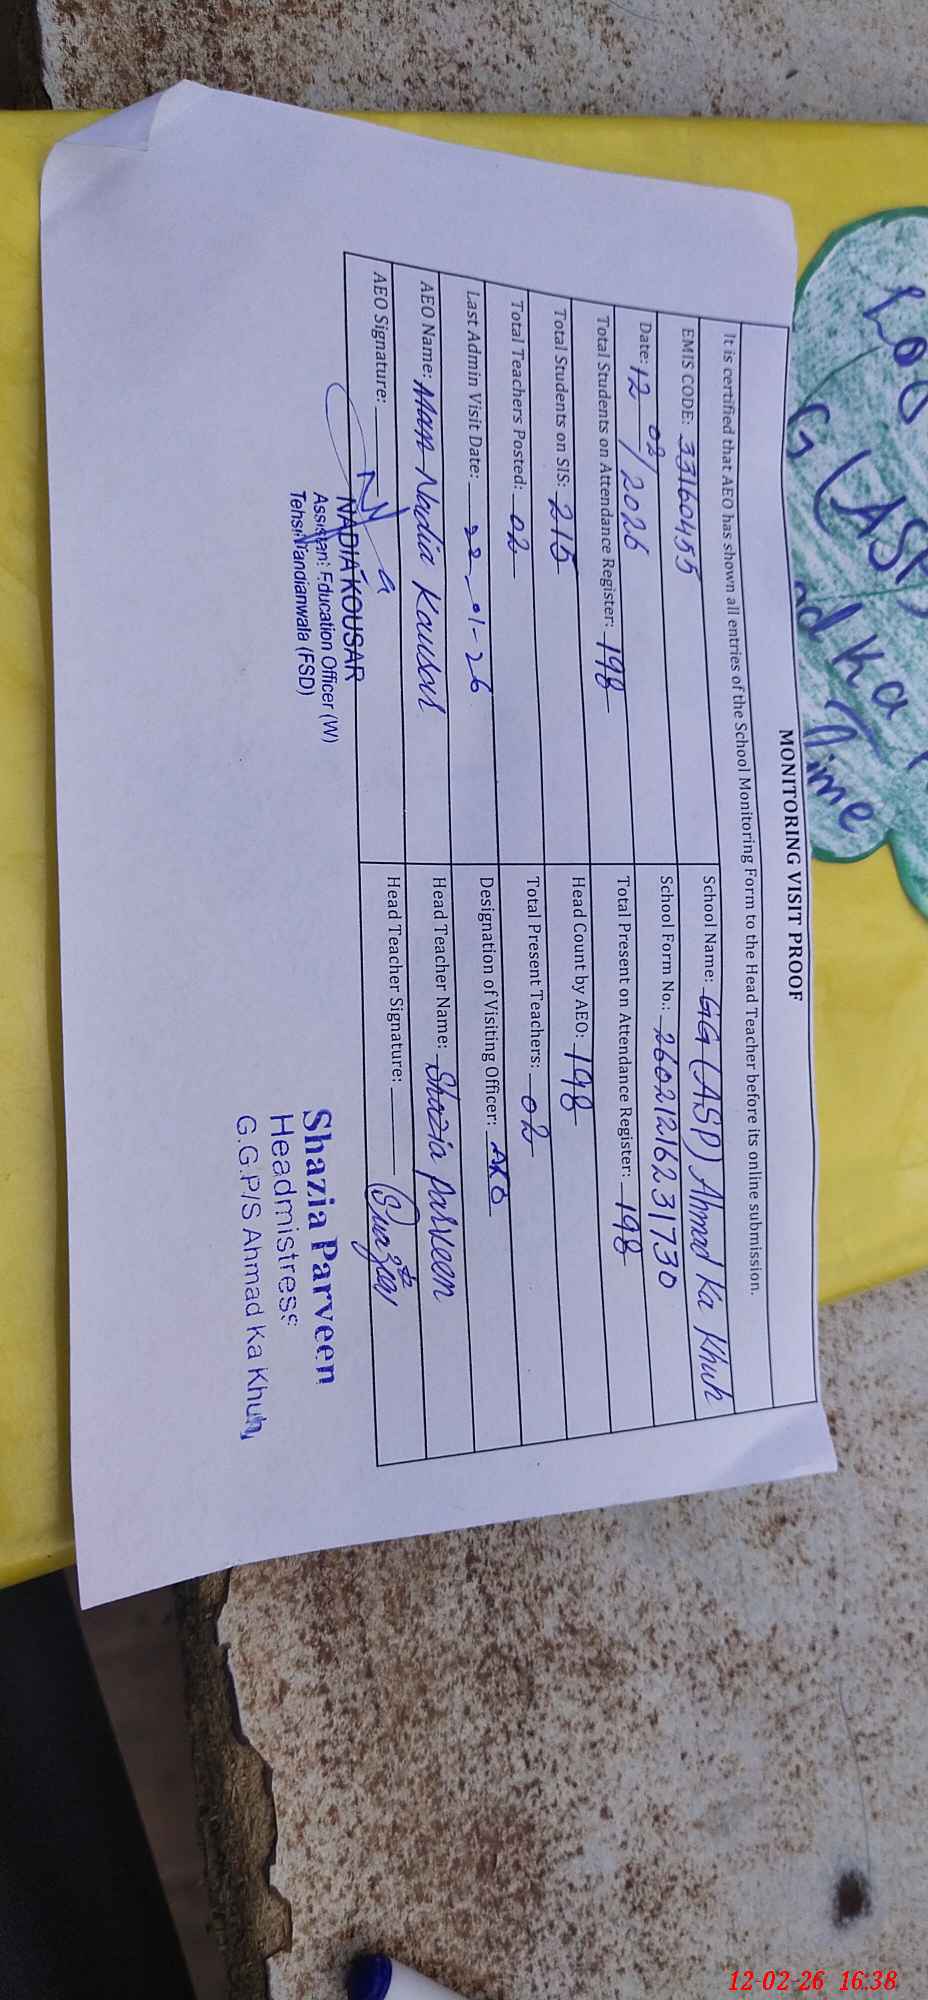 MONITORING VISIT PROOF
It is certified that AEO has shown all entries of the School Monitoring Form to the Head Teacher before its online submission.
EMIS CODE: 33160455
School Name: GG(ASP) Ahmad Ka Khuh
Date: 12/02/2026
School Form No.: 26021216231730
Total Students on Attendance Register: 198
Total Present on Attendance Register: 198
Total Students on SIS: 215
Head Count by AEO: 198
Total Teachers Posted: 02
Total Present Teachers: 02
Last Admin Visit Date: 22-01-26
Designation of Visiting Officer: AEO
AEO Name: Nadia Kousar
Head Teacher Name: Shazia Parveen
AEO Signature:
Head Teacher Signature:
NADIA KOUSAR
Assistant Education Officer (W)
Tehsil Tandianwala (FSD)
Shazia Parveen
Headmistress
G.G.P/S Ahmad Ka Khuh,
G (ASP)
Ka
Time
12-02-26 16:38